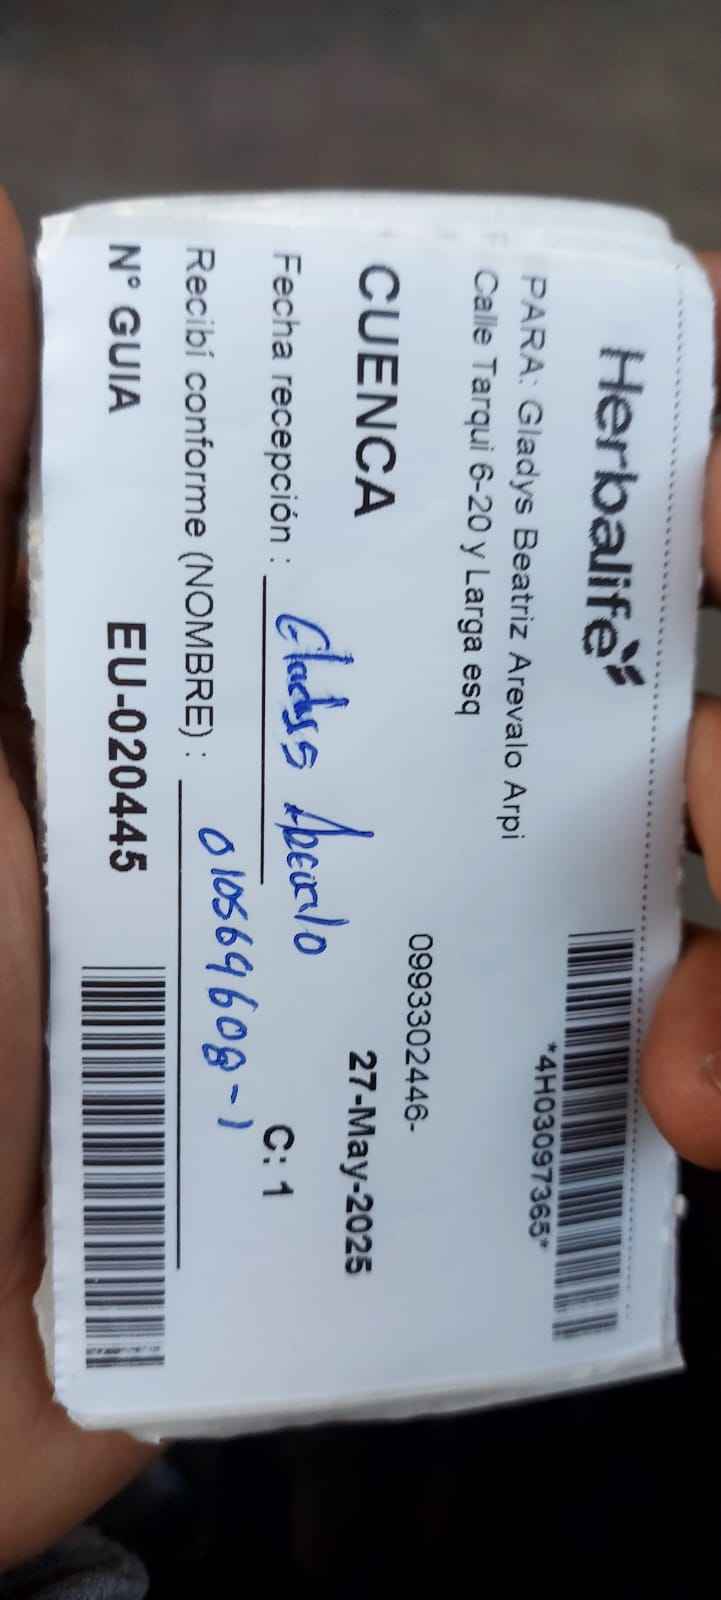 Herbalife
*4H03097365*
PARA: Gladys Beatriz Arevalo Arpi
Calle Tarqui 6-20 y Larga esq
0993302446-
CUENCA
27-May-2025
Fecha recepción : Gladys Arevalo
C: 1
Recibí conforme (NOMBRE) : 010569608-1
N° GUIA EU-020445